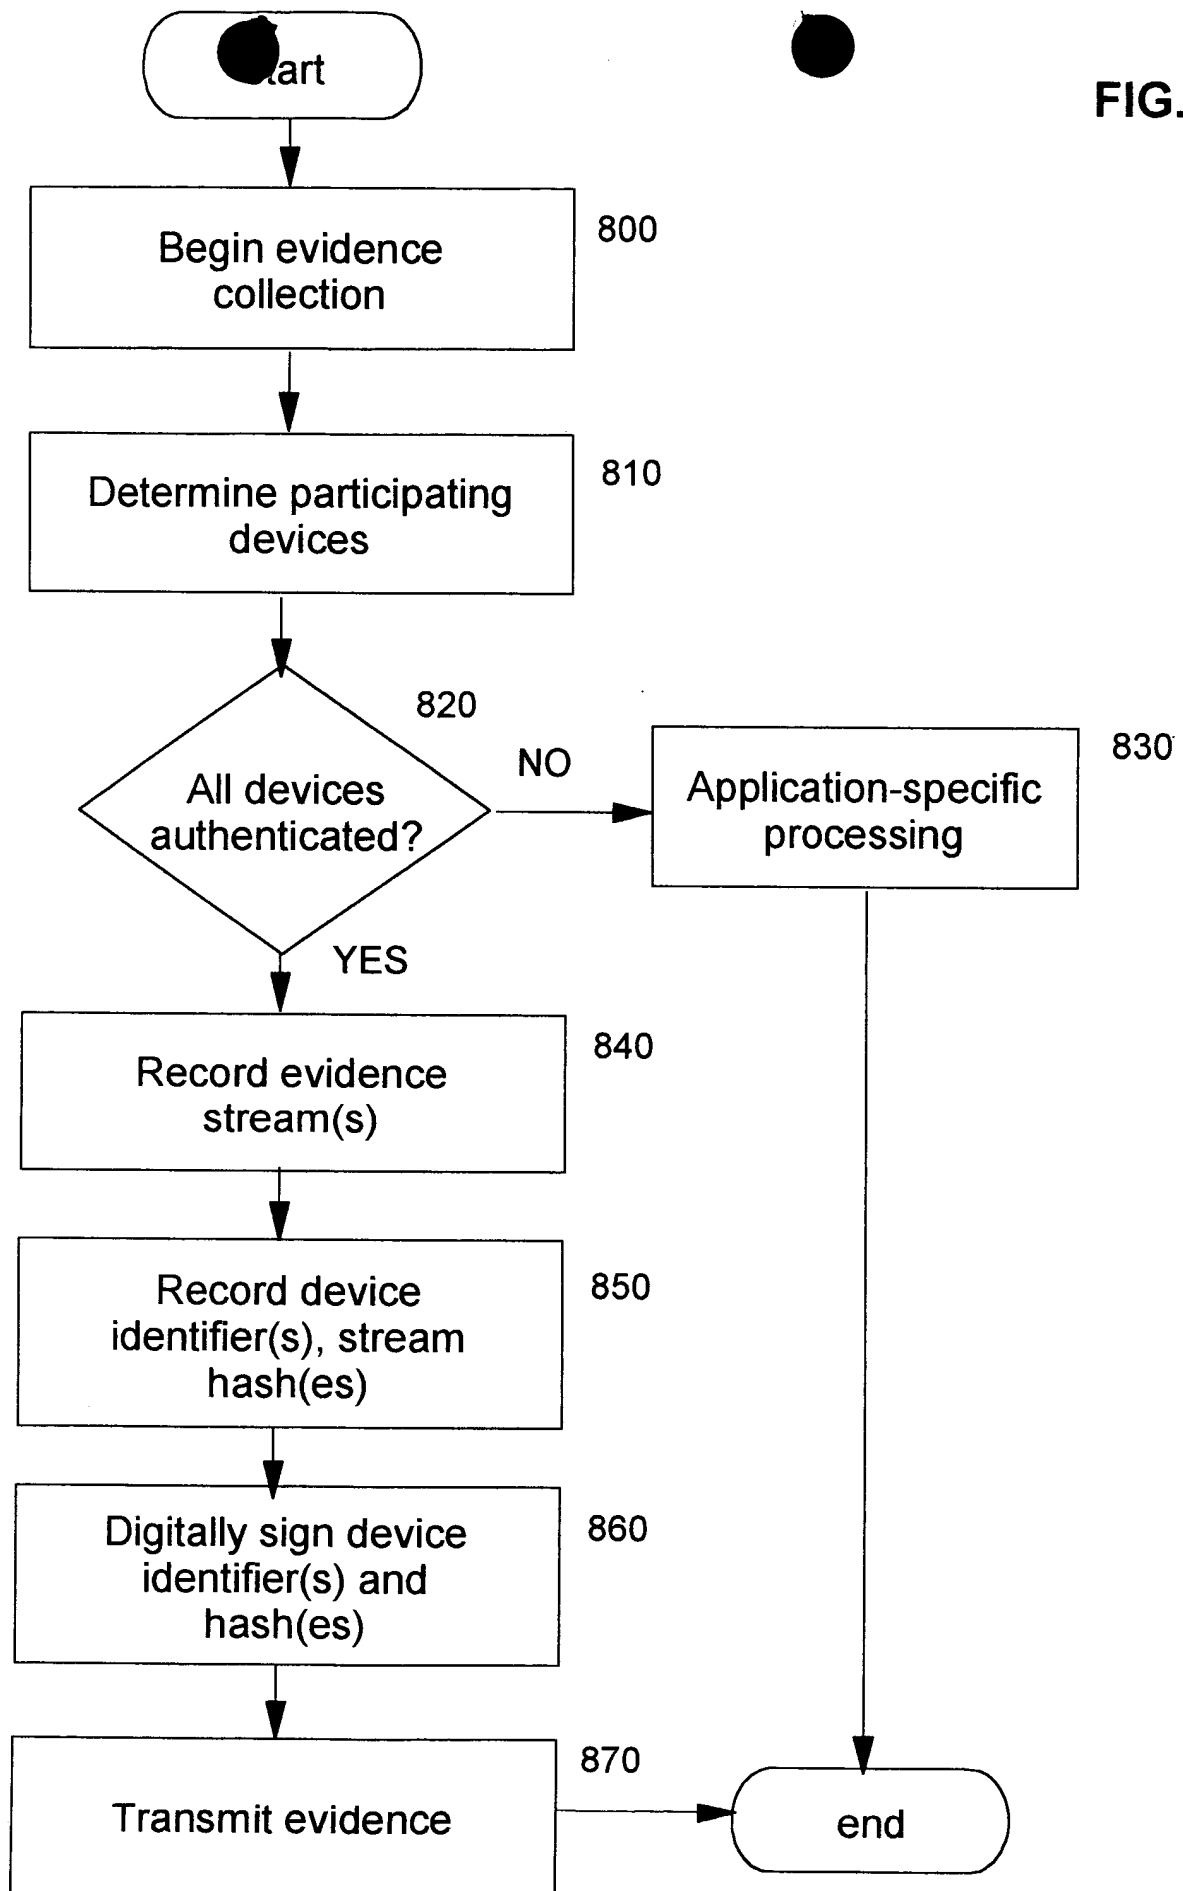 tart
FIG.
800
Begin evidence
collection
810
Determine participating
devices
820
All devices
authenticated?
NO
830
Application-specific
processing
YES
840
Record evidence
stream(s)
850
Record device
identifier(s), stream
hash(es)
860
Digitally sign device
identifier(s) and
hash(es)
870
Transmit evidence
end